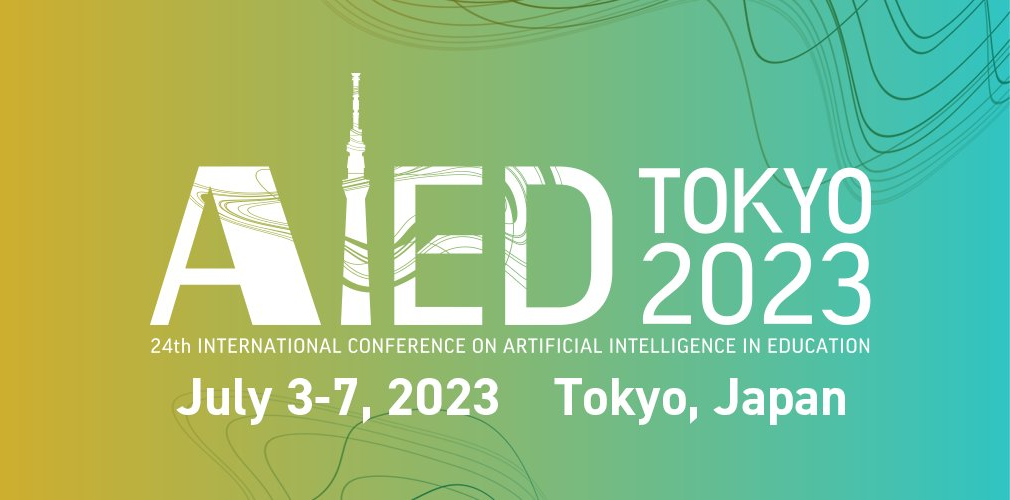 AIED TOKYO
2023
24th INTERNATIONAL CONFERENCE ON ARTIFICIAL INTELLIGENCE IN EDUCATION
July 3-7, 2023 Tokyo, Japan